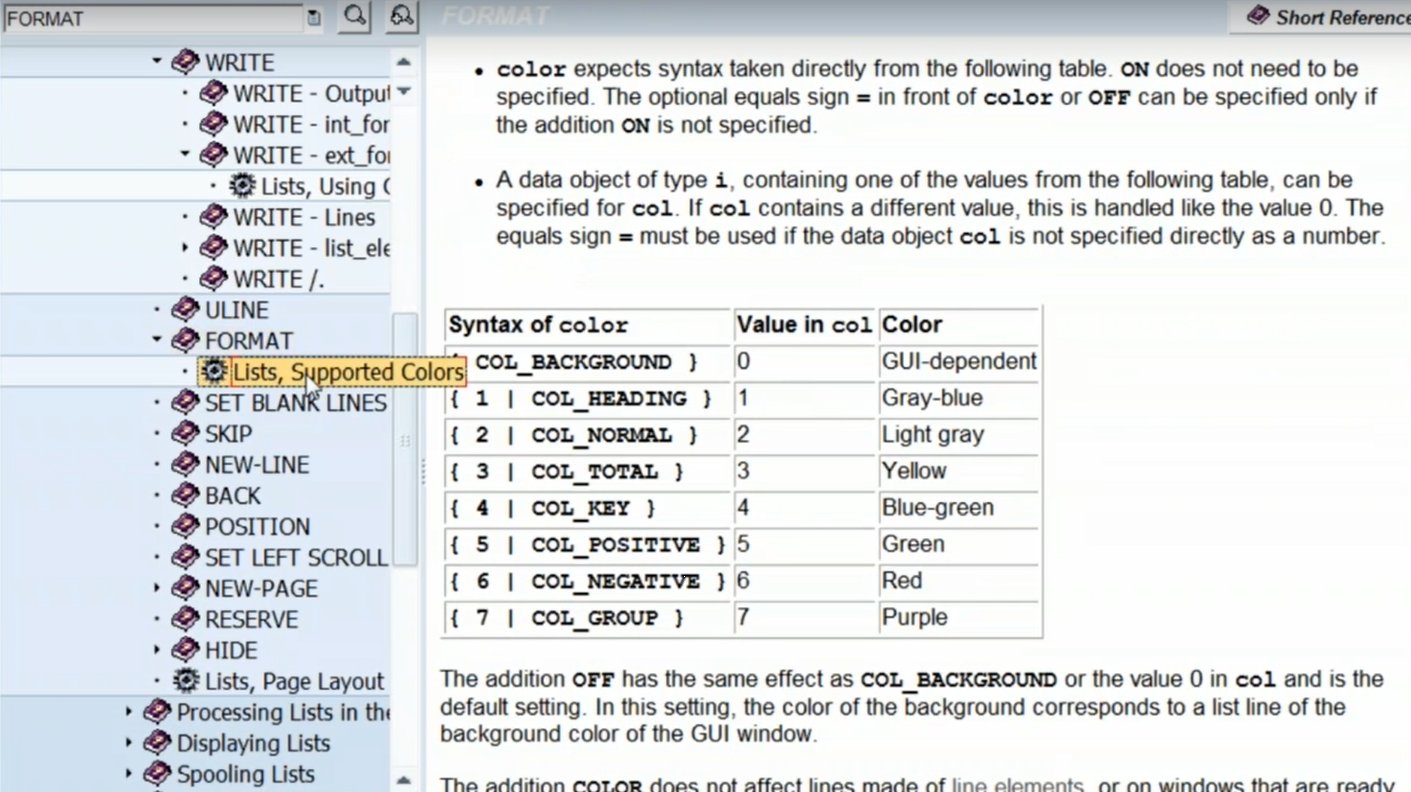 FORMAT
FORMAT
Short Reference
WRITE
WRITE - Output
WRITE - int_for
WRITE - ext_for
Lists, Using
WRITE - Lines
WRITE - list_ele
WRITE /.
ULINE
FORMAT
Lists, Supported Colors
SET BLANK LINES
SKIP
NEW-LINE
BACK
POSITION
SET LEFT SCROLL
NEW-PAGE
RESERVE
HIDE
Lists, Page Layout
Processing Lists in the
Displaying Lists
Spooling Lists
• color expects syntax taken directly from the following table. ON does not need to be
specified. The optional equals sign = in front of color or OFF can be specified only if
the addition ON is not specified.
• A data object of type i, containing one of the values from the following table, can be
specified for col. If col contains a different value, this is handled like the value 0. The
equals sign = must be used if the data object col is not specified directly as a number.
Syntax of color Value in col Color
{ COL_BACKGROUND } 0 GUI-dependent
{ 1 | COL_HEADING } 1 Gray-blue
{ 2 | COL_NORMAL } 2 Light gray
{ 3 | COL_TOTAL } 3 Yellow
{ 4 | COL_KEY } 4 Blue-green
{ 5 | COL_POSITIVE } 5 Green
{ 6 | COL_NEGATIVE } 6 Red
{ 7 | COL_GROUP } 7 Purple
The addition OFF has the same effect as COL_BACKGROUND or the value 0 in col and is the
default setting. In this setting, the color of the background corresponds to a list line of the
background color of the GUI window.
The addition COLOR does not affect lines made of line elements, or on windows that are ready